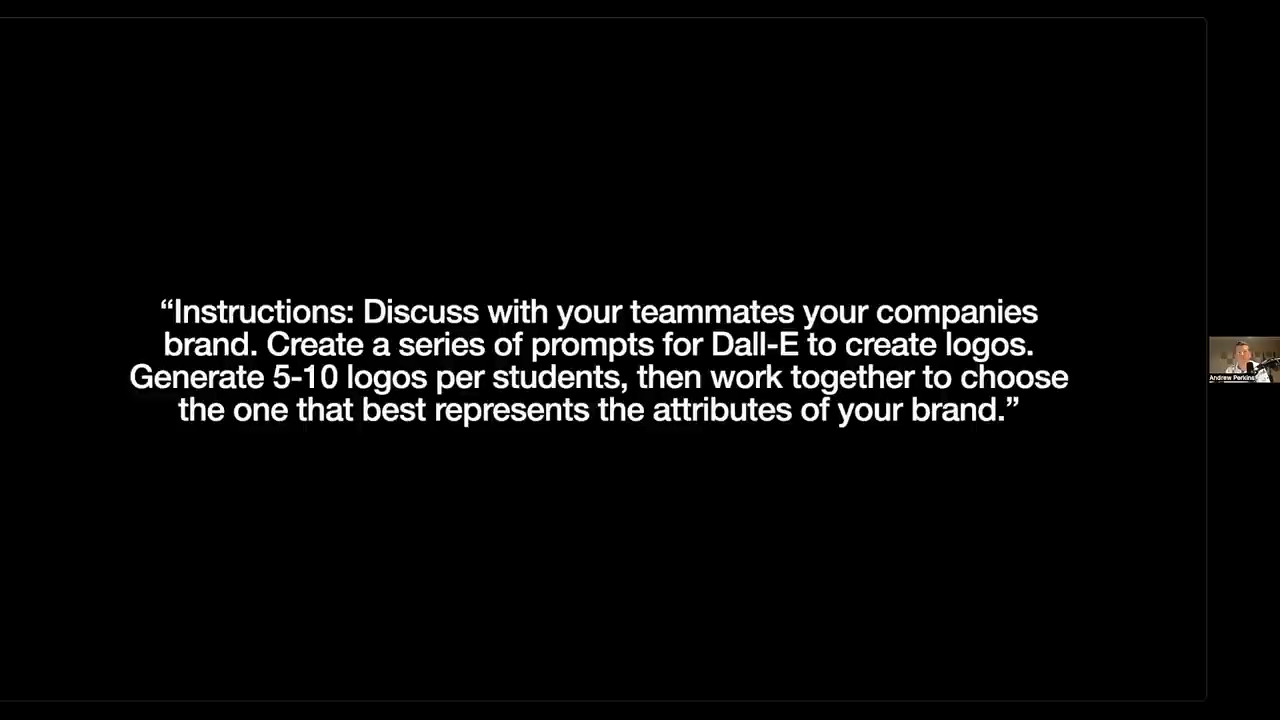 “Instructions: Discuss with your teammates your companies
brand. Create a series of prompts for Dall-E to create logos.
Generate 5-10 logos per students, then work together to choose
the one that best represents the attributes of your brand.”
Andrew Perkins